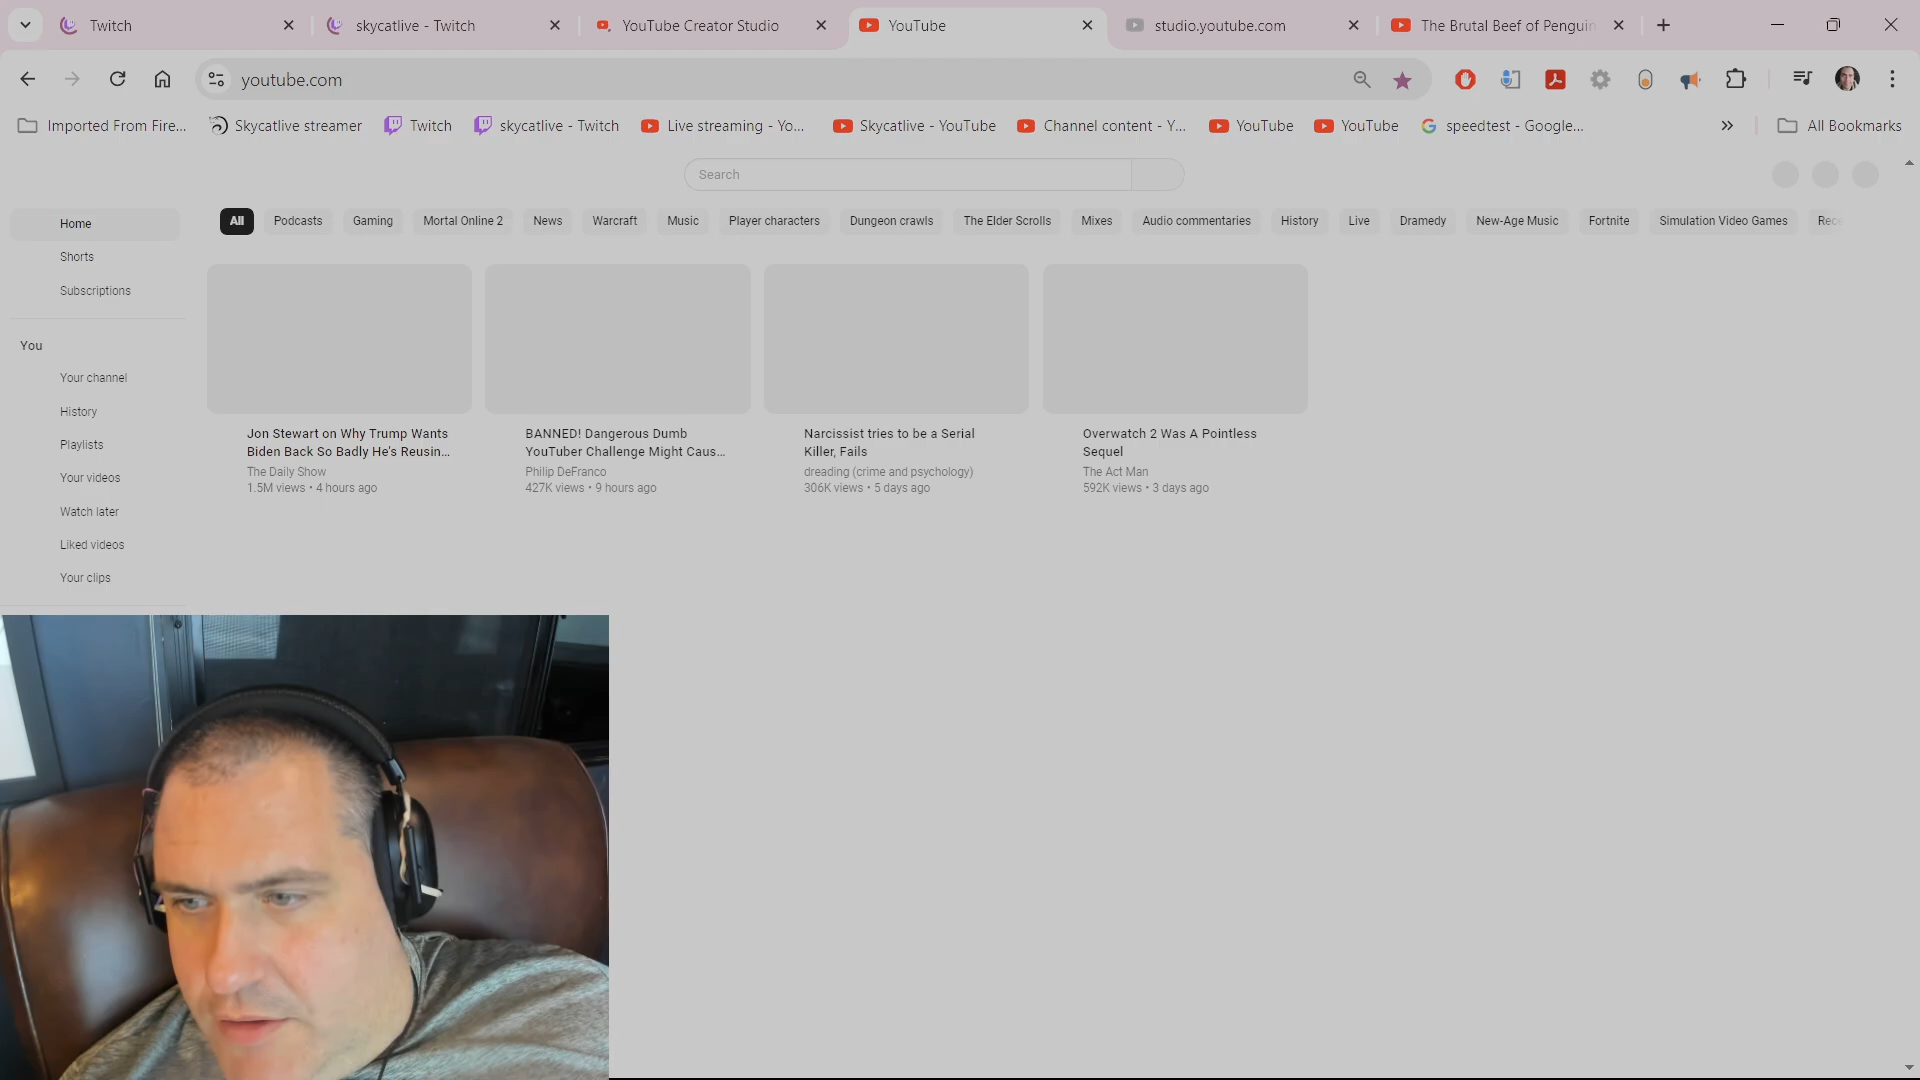 Twitch
skycatlive - Twitch
YouTube Creator Studio
YouTube
studio.youtube.com
The Brutal Beef of Penguin
youtube.com
Imported From Fire...
Skycatlive streamer
Twitch
skycatlive - Twitch
Live streaming - Yo...
Skycatlive - YouTube
Channel content - Y...
YouTube
YouTube
speedtest - Google...
All Bookmarks
Search
Home
Shorts
Subscriptions
You
Your channel
History
Playlists
Your videos
Watch later
Liked videos
Your clips
All
Podcasts
Gaming
Mortal Online 2
News
Warcraft
Music
Player characters
Dungeon crawls
The Elder Scrolls
Mixes
Audio commentaries
History
Live
Dramedy
New-Age Music
Fortnite
Simulation Video Games
Rece
Jon Stewart on Why Trump Wants
Biden Back So Badly He's Reusin...
The Daily Show
1.5M views • 4 hours ago
BANNED! Dangerous Dumb
YouTuber Challenge Might Caus...
Philip DeFranco
427K views • 9 hours ago
Narcissist tries to be a Serial
Killer, Fails
dreading (crime and psychology)
306K views • 5 days ago
Overwatch 2 Was A Pointless
Sequel
The Act Man
592K views • 3 days ago